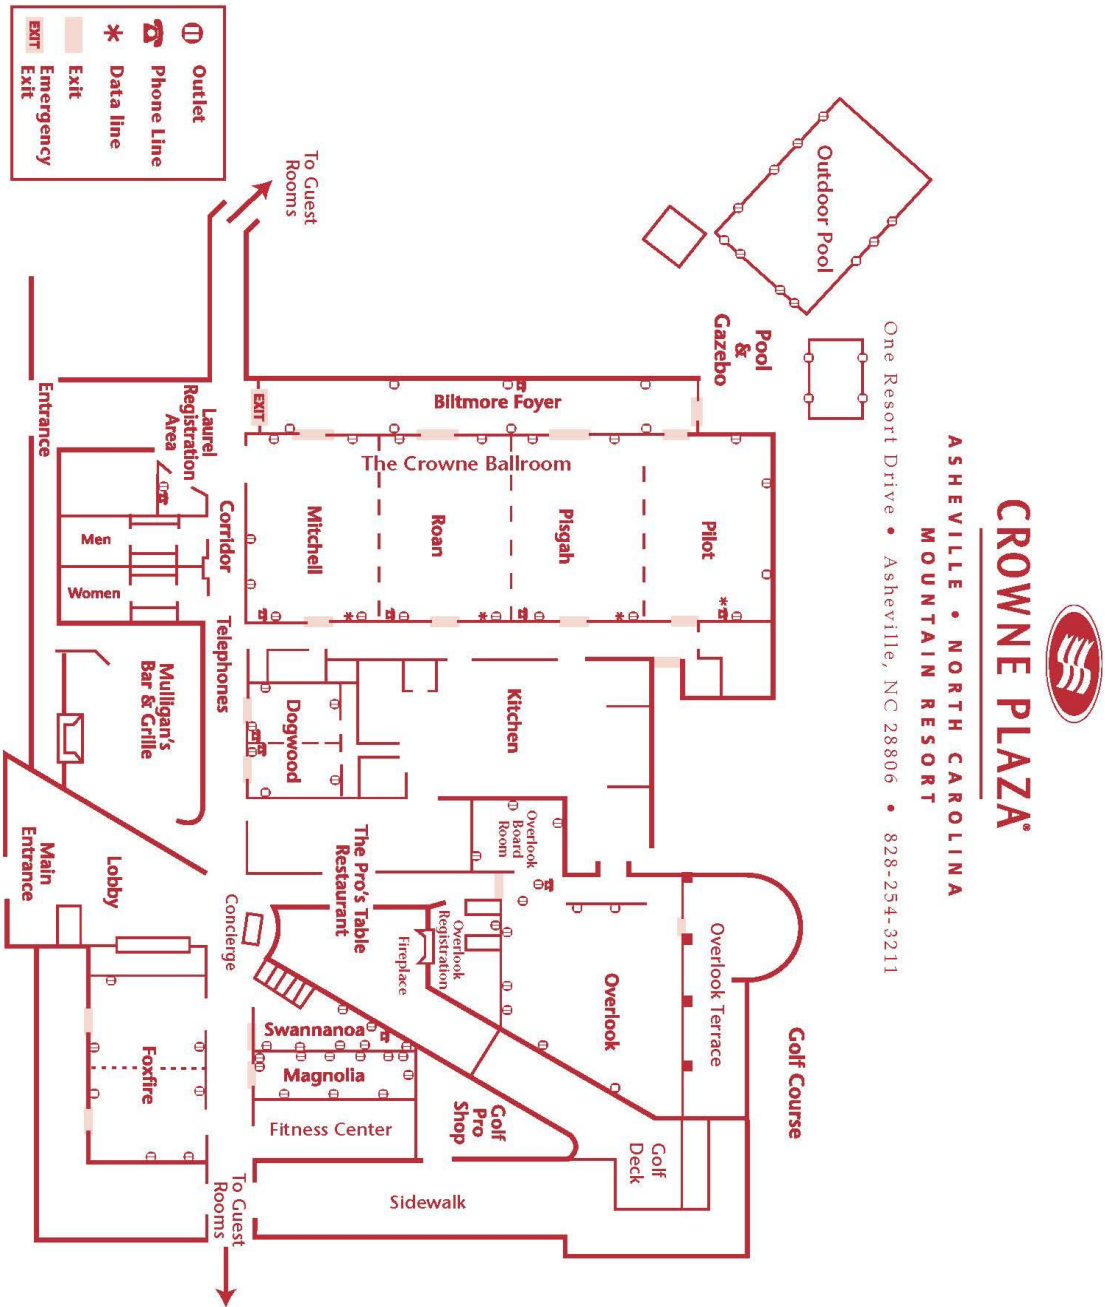 CROWNE PLAZA®
ASHEVILLE • NORTH CAROLINA
MOUNTAIN RESORT
One Resort Drive • Asheville, NC 28806 • 828-254-3211
Outlet
Phone Line
Data line
Exit
EXIT
Emergency
Exit
To Guest
Rooms
Outdoor Pool
Pool
&
Gazebo
Biltmore Foyer
EXIT
The Crowne Ballroom
Mitchell
Roan
Pisgah
Pilot
Entrance
Laurel
Registration
Area
Corridor
Men
Women
Telephones
Mulligan's
Bar & Grille
Dogwood
Kitchen
Overlook
Board
Room
The Pro's Table
Restaurant
Main
Entrance
Lobby
Concierge
Fireplace
Overlook
Registration
Overlook
Overlook Terrace
Golf Course
Swannanoa
Magnolia
Fitness Center
Foxfire
Golf
Pro
Shop
Golf
Deck
Sidewalk
To Guest
Rooms